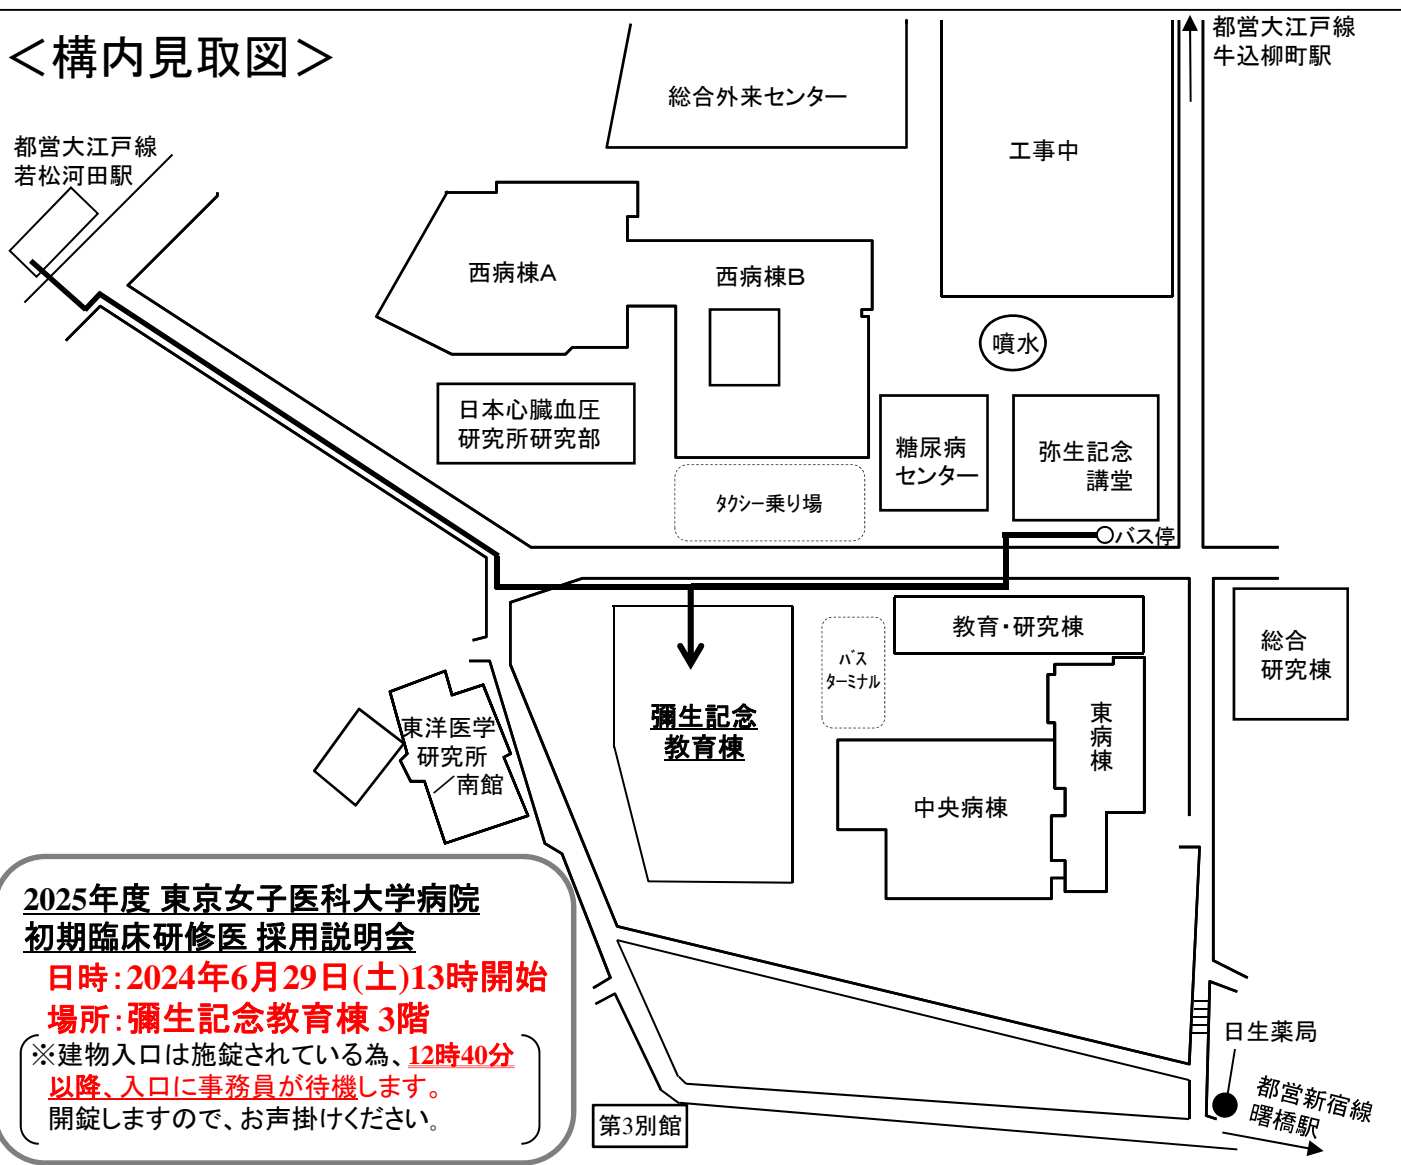 ＜構内見取図＞
都営大江戸線
牛込柳町駅
総合外来センター
工事中
都営大江戸線
若松河田駅
西病棟A
西病棟B
噴水
日本心臓血圧
研究所研究部
糖尿病
センター
弥生記念
講堂
ﾀｸｼｰ乗り場
バス停
教育・研究棟
総合
研究棟
ﾊﾞｽ
ﾀｰﾐﾅﾙ
彌生記念
教育棟
東病棟
東洋医学
研究所
／南館
中央病棟
2025年度 東京女子医科大学病院
初期臨床研修医 採用説明会
日時：2024年6月29日(土)13時開始
場所：彌生記念教育棟 3階
※建物入口は施錠されている為、12時40分
以降、入口に事務員が待機します。
開錠しますので、お声掛けください。
日生薬局
都営新宿線
曙橋駅
第3別館